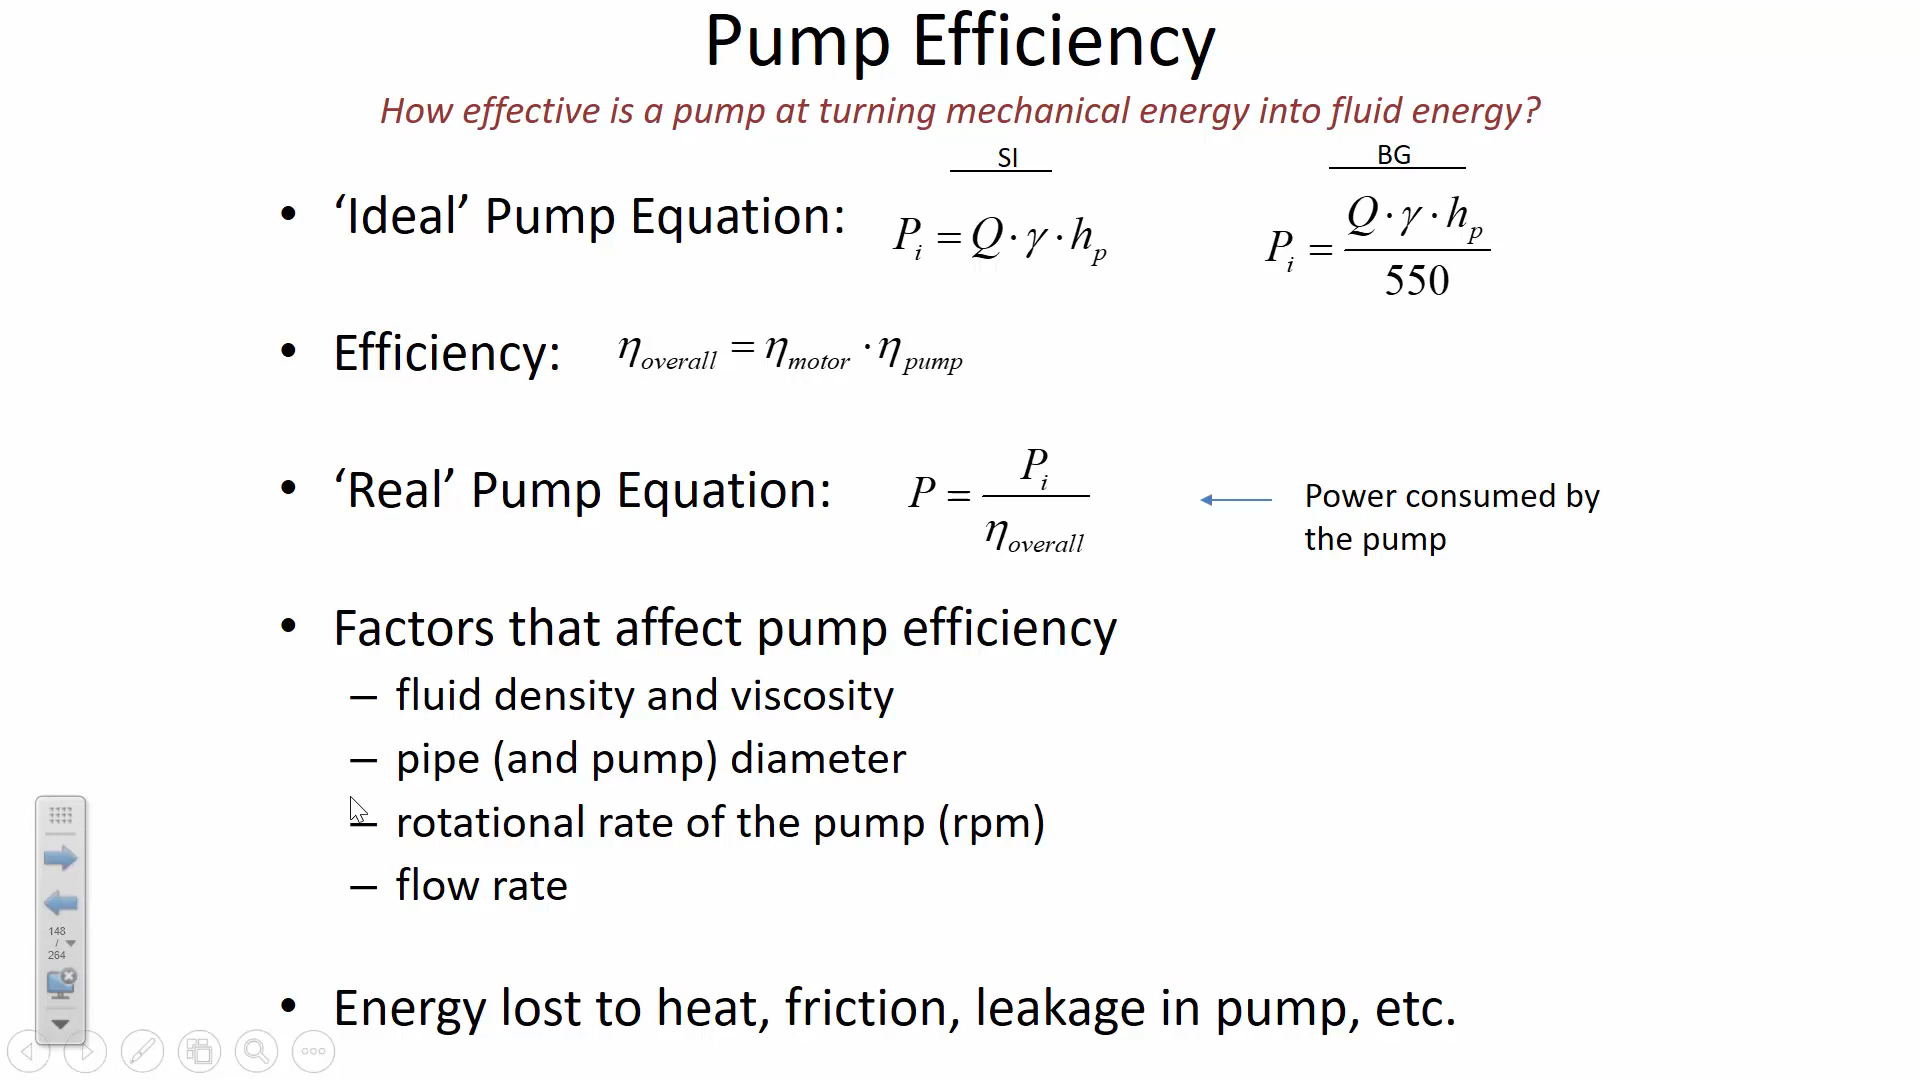 Pump Efficiency
How effective is a pump at turning mechanical energy into fluid energy?
SI
BG
• ‘Ideal’ Pump Equation: P_i = Q · γ · h_p
P_i = Q · γ · h_p / 550
• Efficiency: η_overall = η_motor · η_pump
• ‘Real’ Pump Equation: P = P_i / η_overall
Power consumed by
the pump
• Factors that affect pump efficiency
– fluid density and viscosity
– pipe (and pump) diameter
– rotational rate of the pump (rpm)
– flow rate
148
/
264
• Energy lost to heat, friction, leakage in pump, etc.